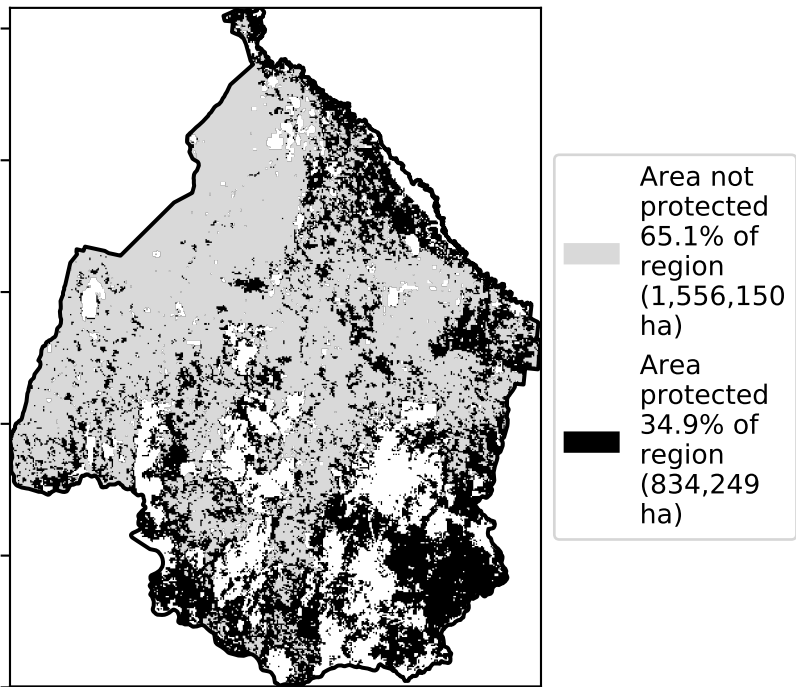 Area not
protected
65.1% of
region
(1,556,150
ha)
Area
protected
34.9% of
region
(834,249
ha)